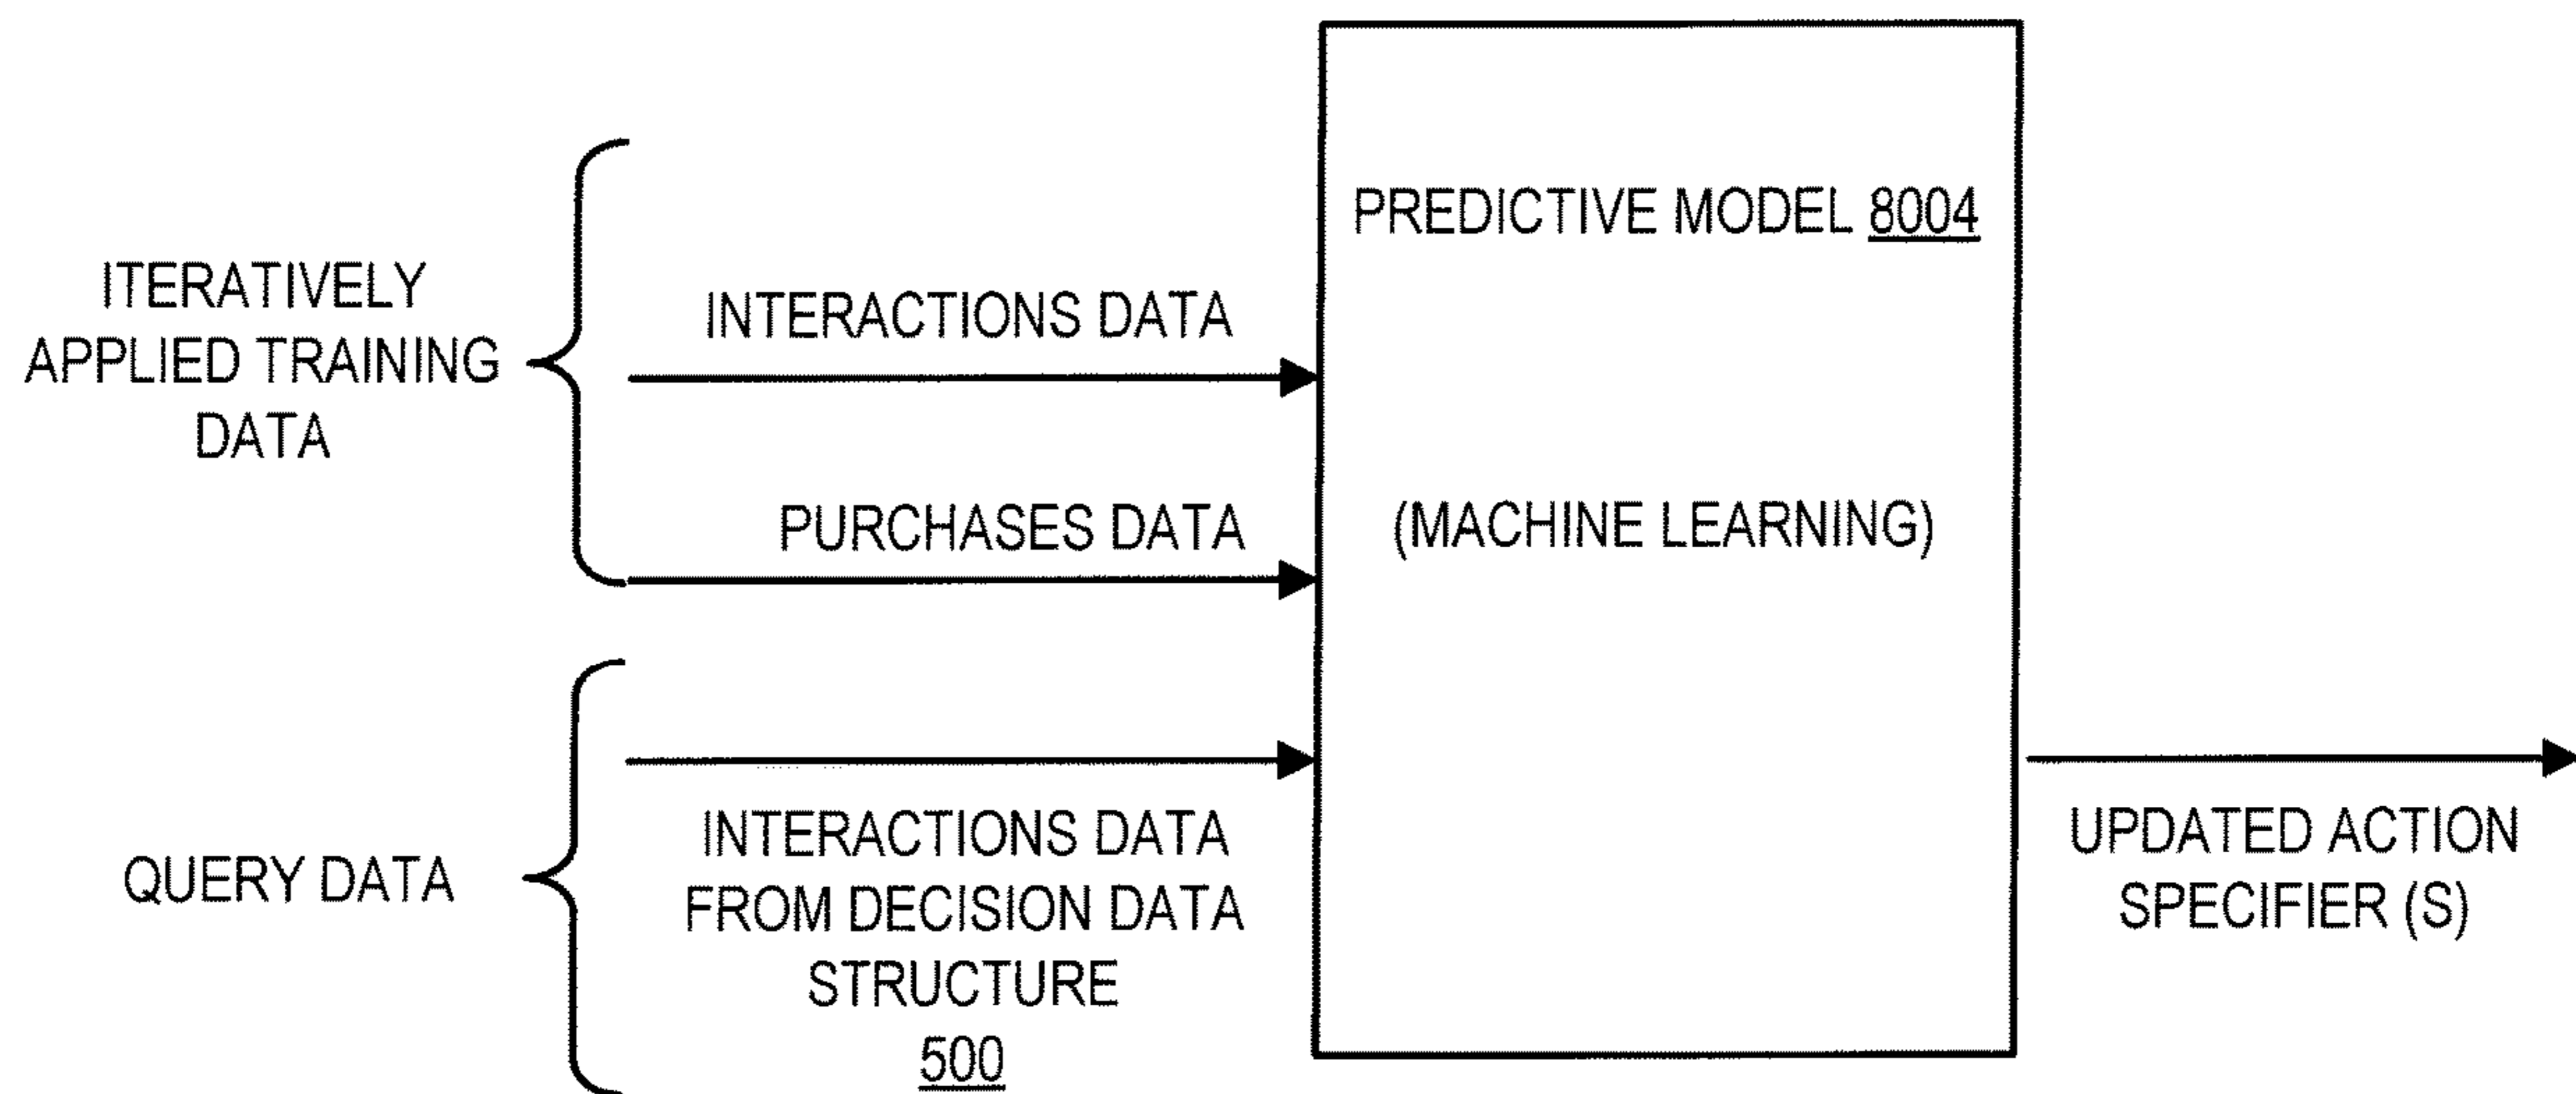 ITERATIVELY
APPLIED TRAINING
DATA
INTERACTIONS DATA
PURCHASES DATA
PREDICTIVE MODEL 8004
(MACHINE LEARNING)
QUERY DATA
INTERACTIONS DATA
FROM DECISION DATA
STRUCTURE
500
UPDATED ACTION
SPECIFIER (S)